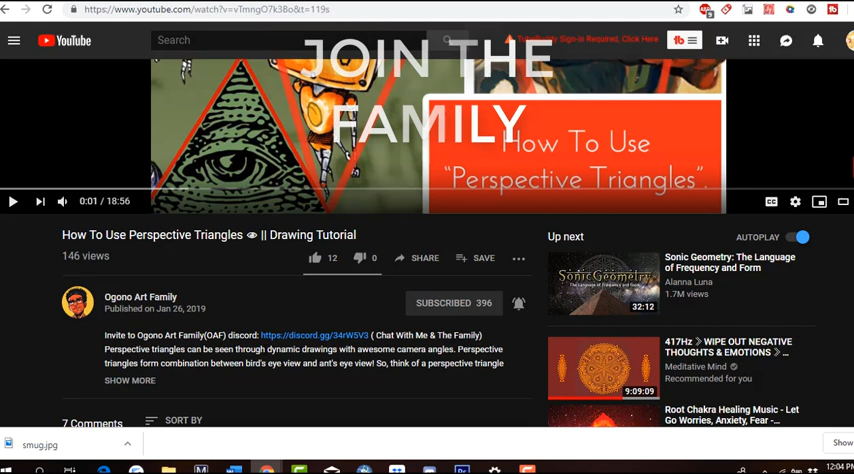 https://www.youtube.com/watch?v=vTmngO7k3Bo&t=119s
YouTube
Search
Sign-In Required, Click Here
JOIN THE
FAMILY
How To Use
"Perspective Triangles".
0:01 / 18:56
How To Use Perspective Triangles || Drawing Tutorial
146 views
12
0
SHARE
SAVE
Ogono Art Family
Published on Jan 26, 2019
SUBSCRIBED 396
Invite to Ogono Art Family(OAF) discord: https://discord.gg/34rW5V3 ( Chat With Me & The Family)
Perspective triangles can be seen through dynamic drawings with awesome camera angles. Perspective
triangles form combination between bird's eye view and ant's eye view! So, think of a perspective triangle
SHOW MORE
7 Comments
SORT BY
Up next
AUTOPLAY
Sonic Geometry
32:12
Sonic Geometry: The Language
of Frequency and Form
Alanna Luna
1.7M views
9:09:09
417Hz 》WIPE OUT NEGATIVE
THOUGHTS & EMOTIONS 》...
Meditative Mind
Recommended for you
Root Chakra Healing Music - Let
Go Worries, Anxiety, Fear -...
smug.jpg
Show
12:04 PM